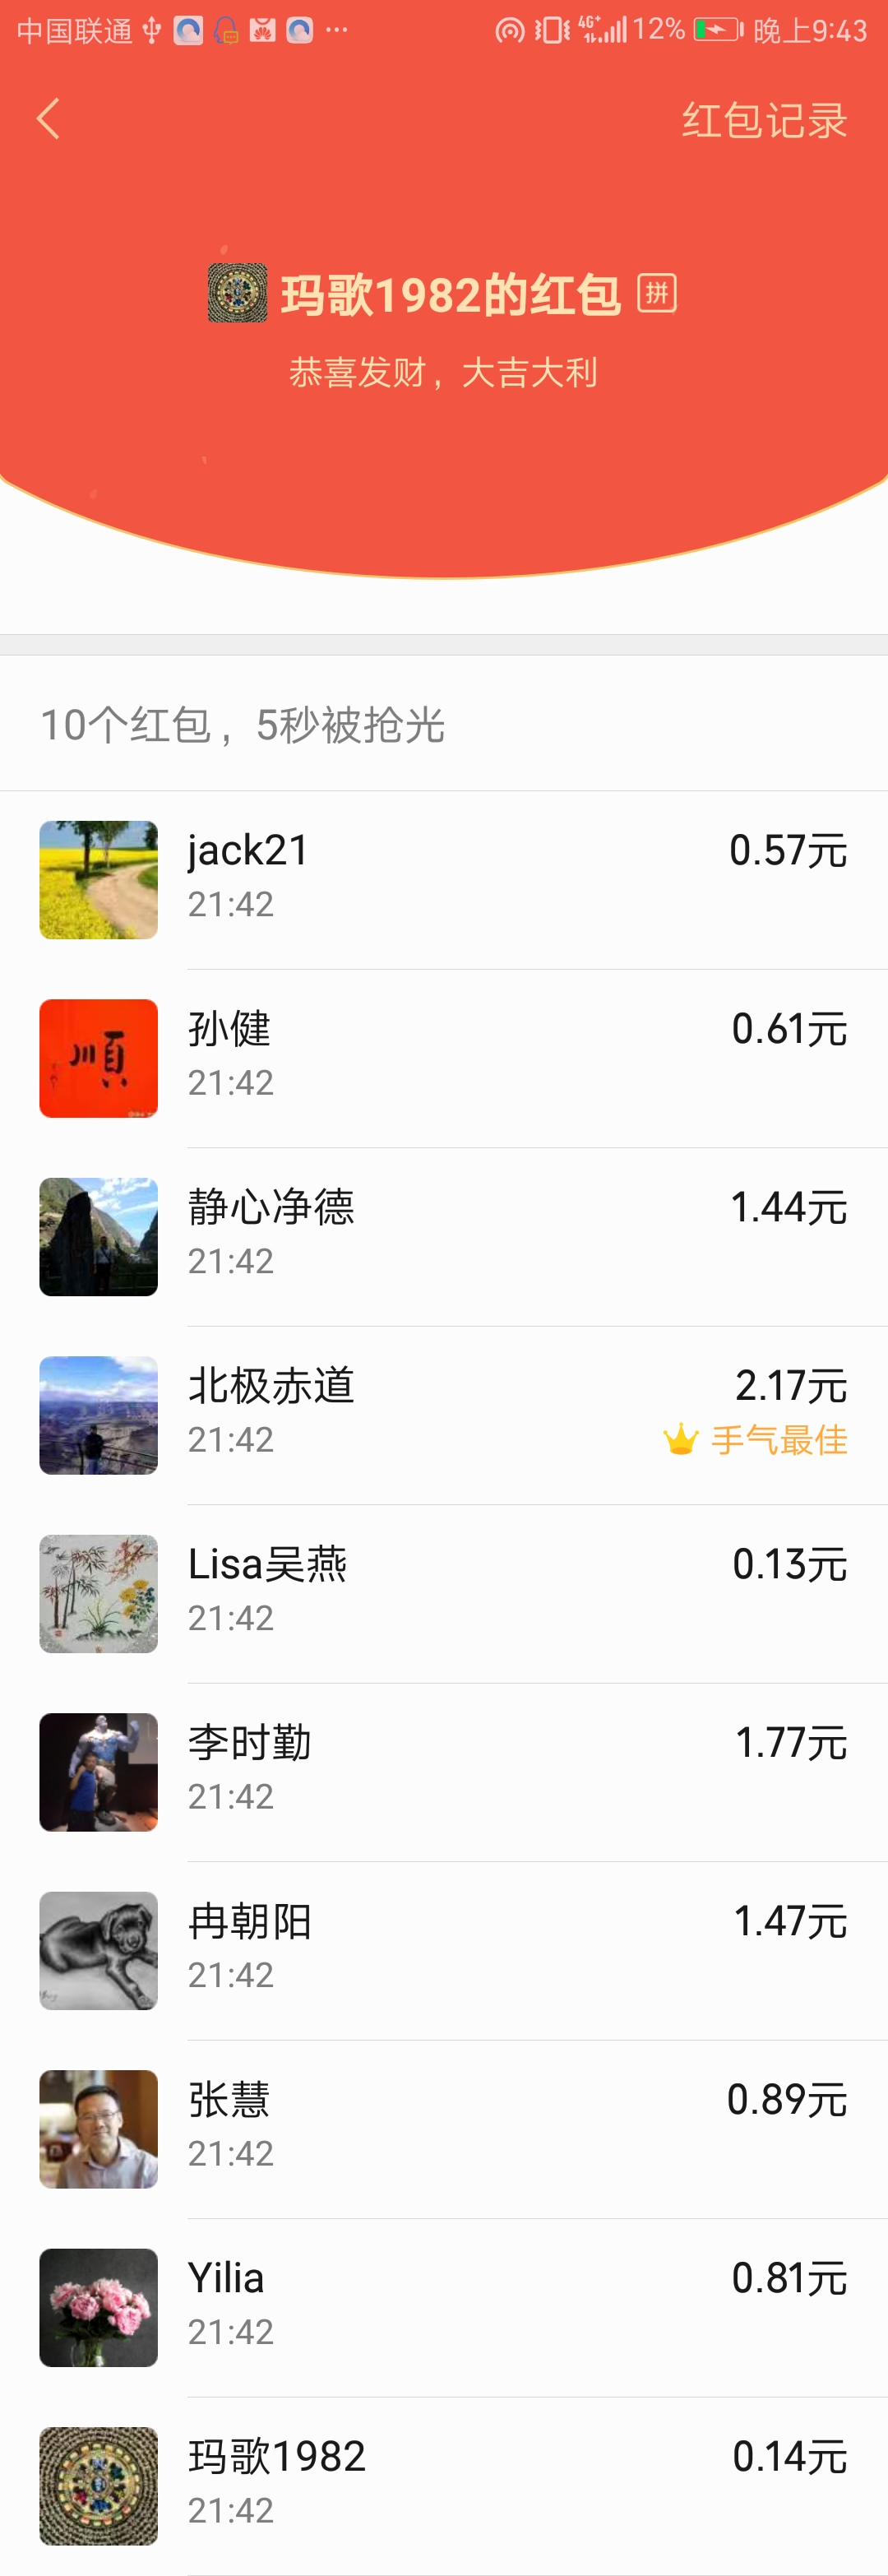 中国联通 ··· 4G+ 12% 晚上9:43
红包记录
玛歌1982的红包 拼
恭喜发财，大吉大利
10个红包，5秒被抢光
jack21 0.57元
21:42
孙健 0.61元
21:42
静心净德 1.44元
21:42
北极赤道 2.17元
21:42 手气最佳
Lisa吴燕 0.13元
21:42
順
李时勤 1.77元
21:42
冉朝阳 1.47元
21:42
张慧 0.89元
21:42
Yilia 0.81元
21:42
玛歌1982 0.14元
21:42